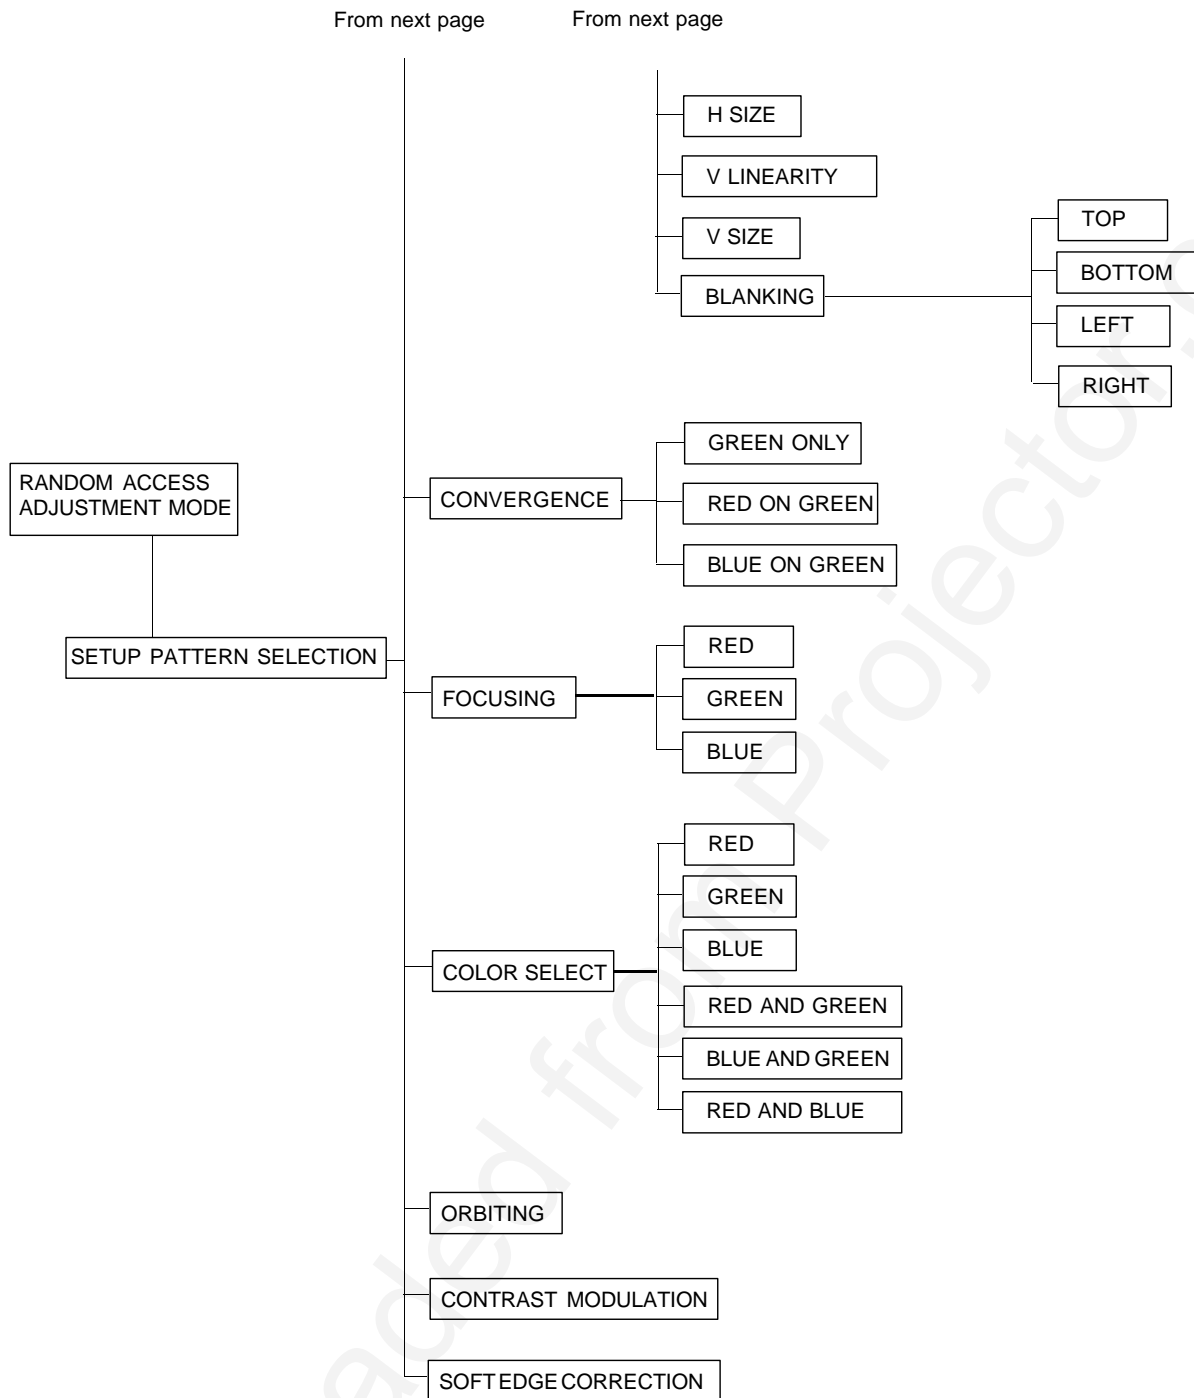 From next page
From next page
H SIZE
V LINEARITY
V SIZE
BLANKING
TOP
BOTTOM
LEFT
RIGHT
RANDOM ACCESS
ADJUSTMENT MODE
SETUP PATTERN SELECTION
CONVERGENCE
GREEN ONLY
RED ON GREEN
BLUE ON GREEN
FOCUSING
RED
GREEN
BLUE
COLOR SELECT
RED
GREEN
BLUE
RED AND GREEN
BLUE AND GREEN
RED AND BLUE
ORBITING
CONTRAST MODULATION
SOFT EDGE CORRECTION
from Projector.